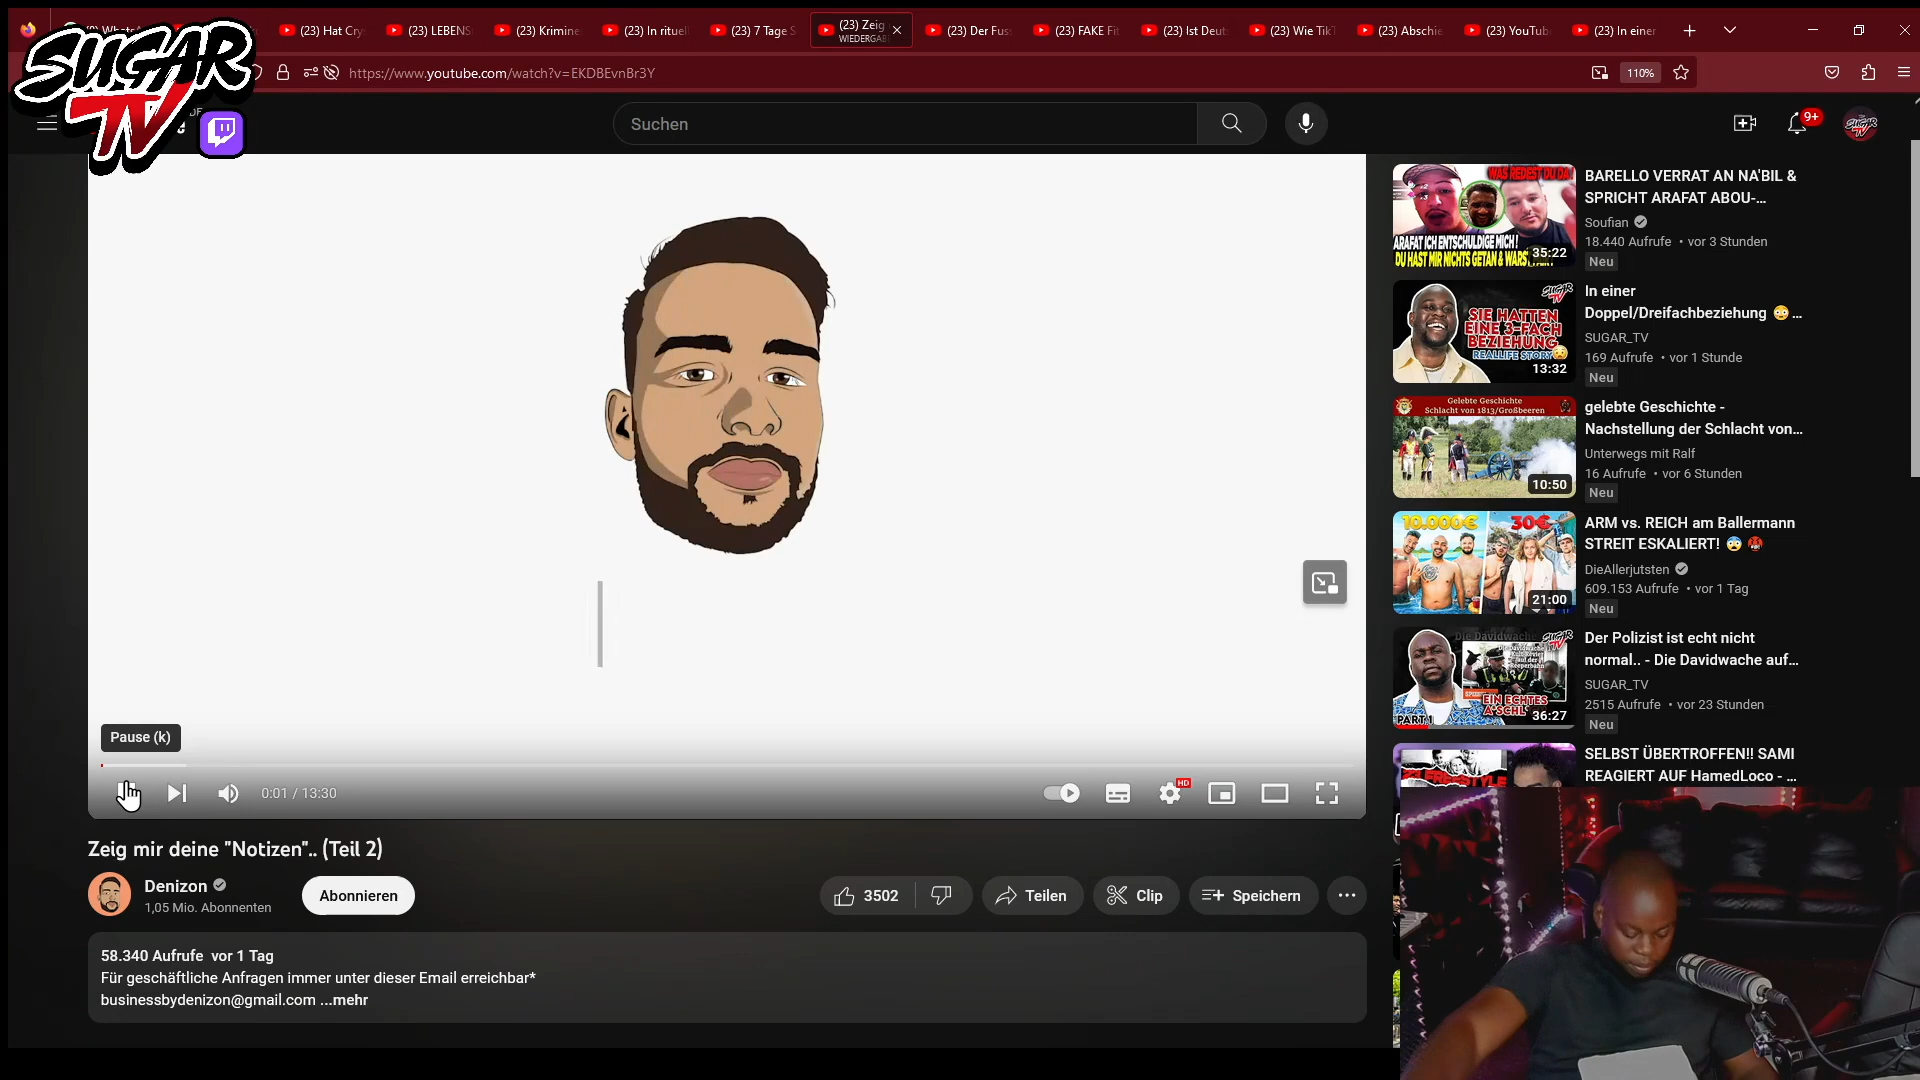 SUGAR
TV
(23) Hat Cry
(23) LEBENS
(23) Krimine
(23) In rituel
(23) 7 Tage S
(23) Zeig
WIEDERGAB
(23) Der Fus
(23) FAKE Fi
(23) Ist Deut
(23) Wie TikT
(23) Abschie
(23) YouTub
(23) In einer
https://www.youtube.com/watch?v=EKDBEvnBr3Y
110%
DE
Suchen
9+
WAS REDEST DU DA
ARAFAT ICH ENTSCHULDIGE MICH!
DU HAST MIR NICHTS GETAN & WARS
35:22
BARELLO VERRAT AN NA'BIL &
SPRICHT ARAFAT ABOU-...
Soufian
18.440 Aufrufe • vor 3 Stunden
Neu
SUGAR TV
SIE HATTEN
EINE 3-FACH
BEZIEHUNG
REALLIFE STORY
13:32
In einer
Doppel/Dreifachbeziehung 😳 ...
SUGAR_TV
169 Aufrufe • vor 1 Stunde
Neu
Gelebte Geschichte
Schlacht von 1813/Großbeeren
10:50
gelebte Geschichte -
Nachstellung der Schlacht von...
Unterwegs mit Ralf
16 Aufrufe • vor 6 Stunden
Neu
10.000€
30€
21:00
ARM vs. REICH am Ballermann
STREIT ESKALIERT! 😨 🤬
DieAllerjutsten
609.153 Aufrufe • vor 1 Tag
Neu
Die Davidwache
EIN ECHTES
A*SCHL
PART 1
36:27
Der Polizist ist echt nicht
normal.. - Die Davidwache auf...
SUGAR_TV
2515 Aufrufe • vor 23 Stunden
Neu
FREESTYLE
SELBST ÜBERTROFFEN!! SAMI
REAGIERT AUF HamedLoco - ...
Pause (k)
0:01 / 13:30
HD
Zeig mir deine "Notizen".. (Teil 2)
Denizon
1,05 Mio. Abonnenten
Abonnieren
3502
Teilen
Clip
Speichern
58.340 Aufrufe vor 1 Tag
Für geschäftliche Anfragen immer unter dieser Email erreichbar*
businessbydenizon@gmail.com ...mehr